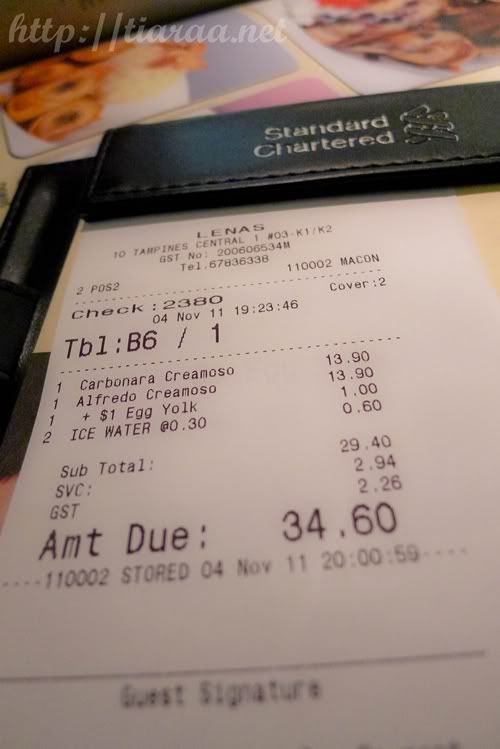 http://tiaraa.net
Standard
Chartered
LENAS
10 TAMPINES CENTRAL 1 #03-K1/K2
GST No: 200606534M
Tel.67836338
2 POS2 110002 MACON
Check:2380 Cover:2
04 Nov 11 19:23:46
Tbl:B6 / 1
1 Carbonara Creamoso 13.90
1 Alfredo Creamoso 13.90
1 + $1 Egg Yolk 1.00
2 ICE WATER @0.30 0.60
Sub Total: 29.40
SVC: 2.94
GST 2.26
Amt Due: 34.60
----110002 STORED 04 Nov 11 20:00:59----
Guest Signature